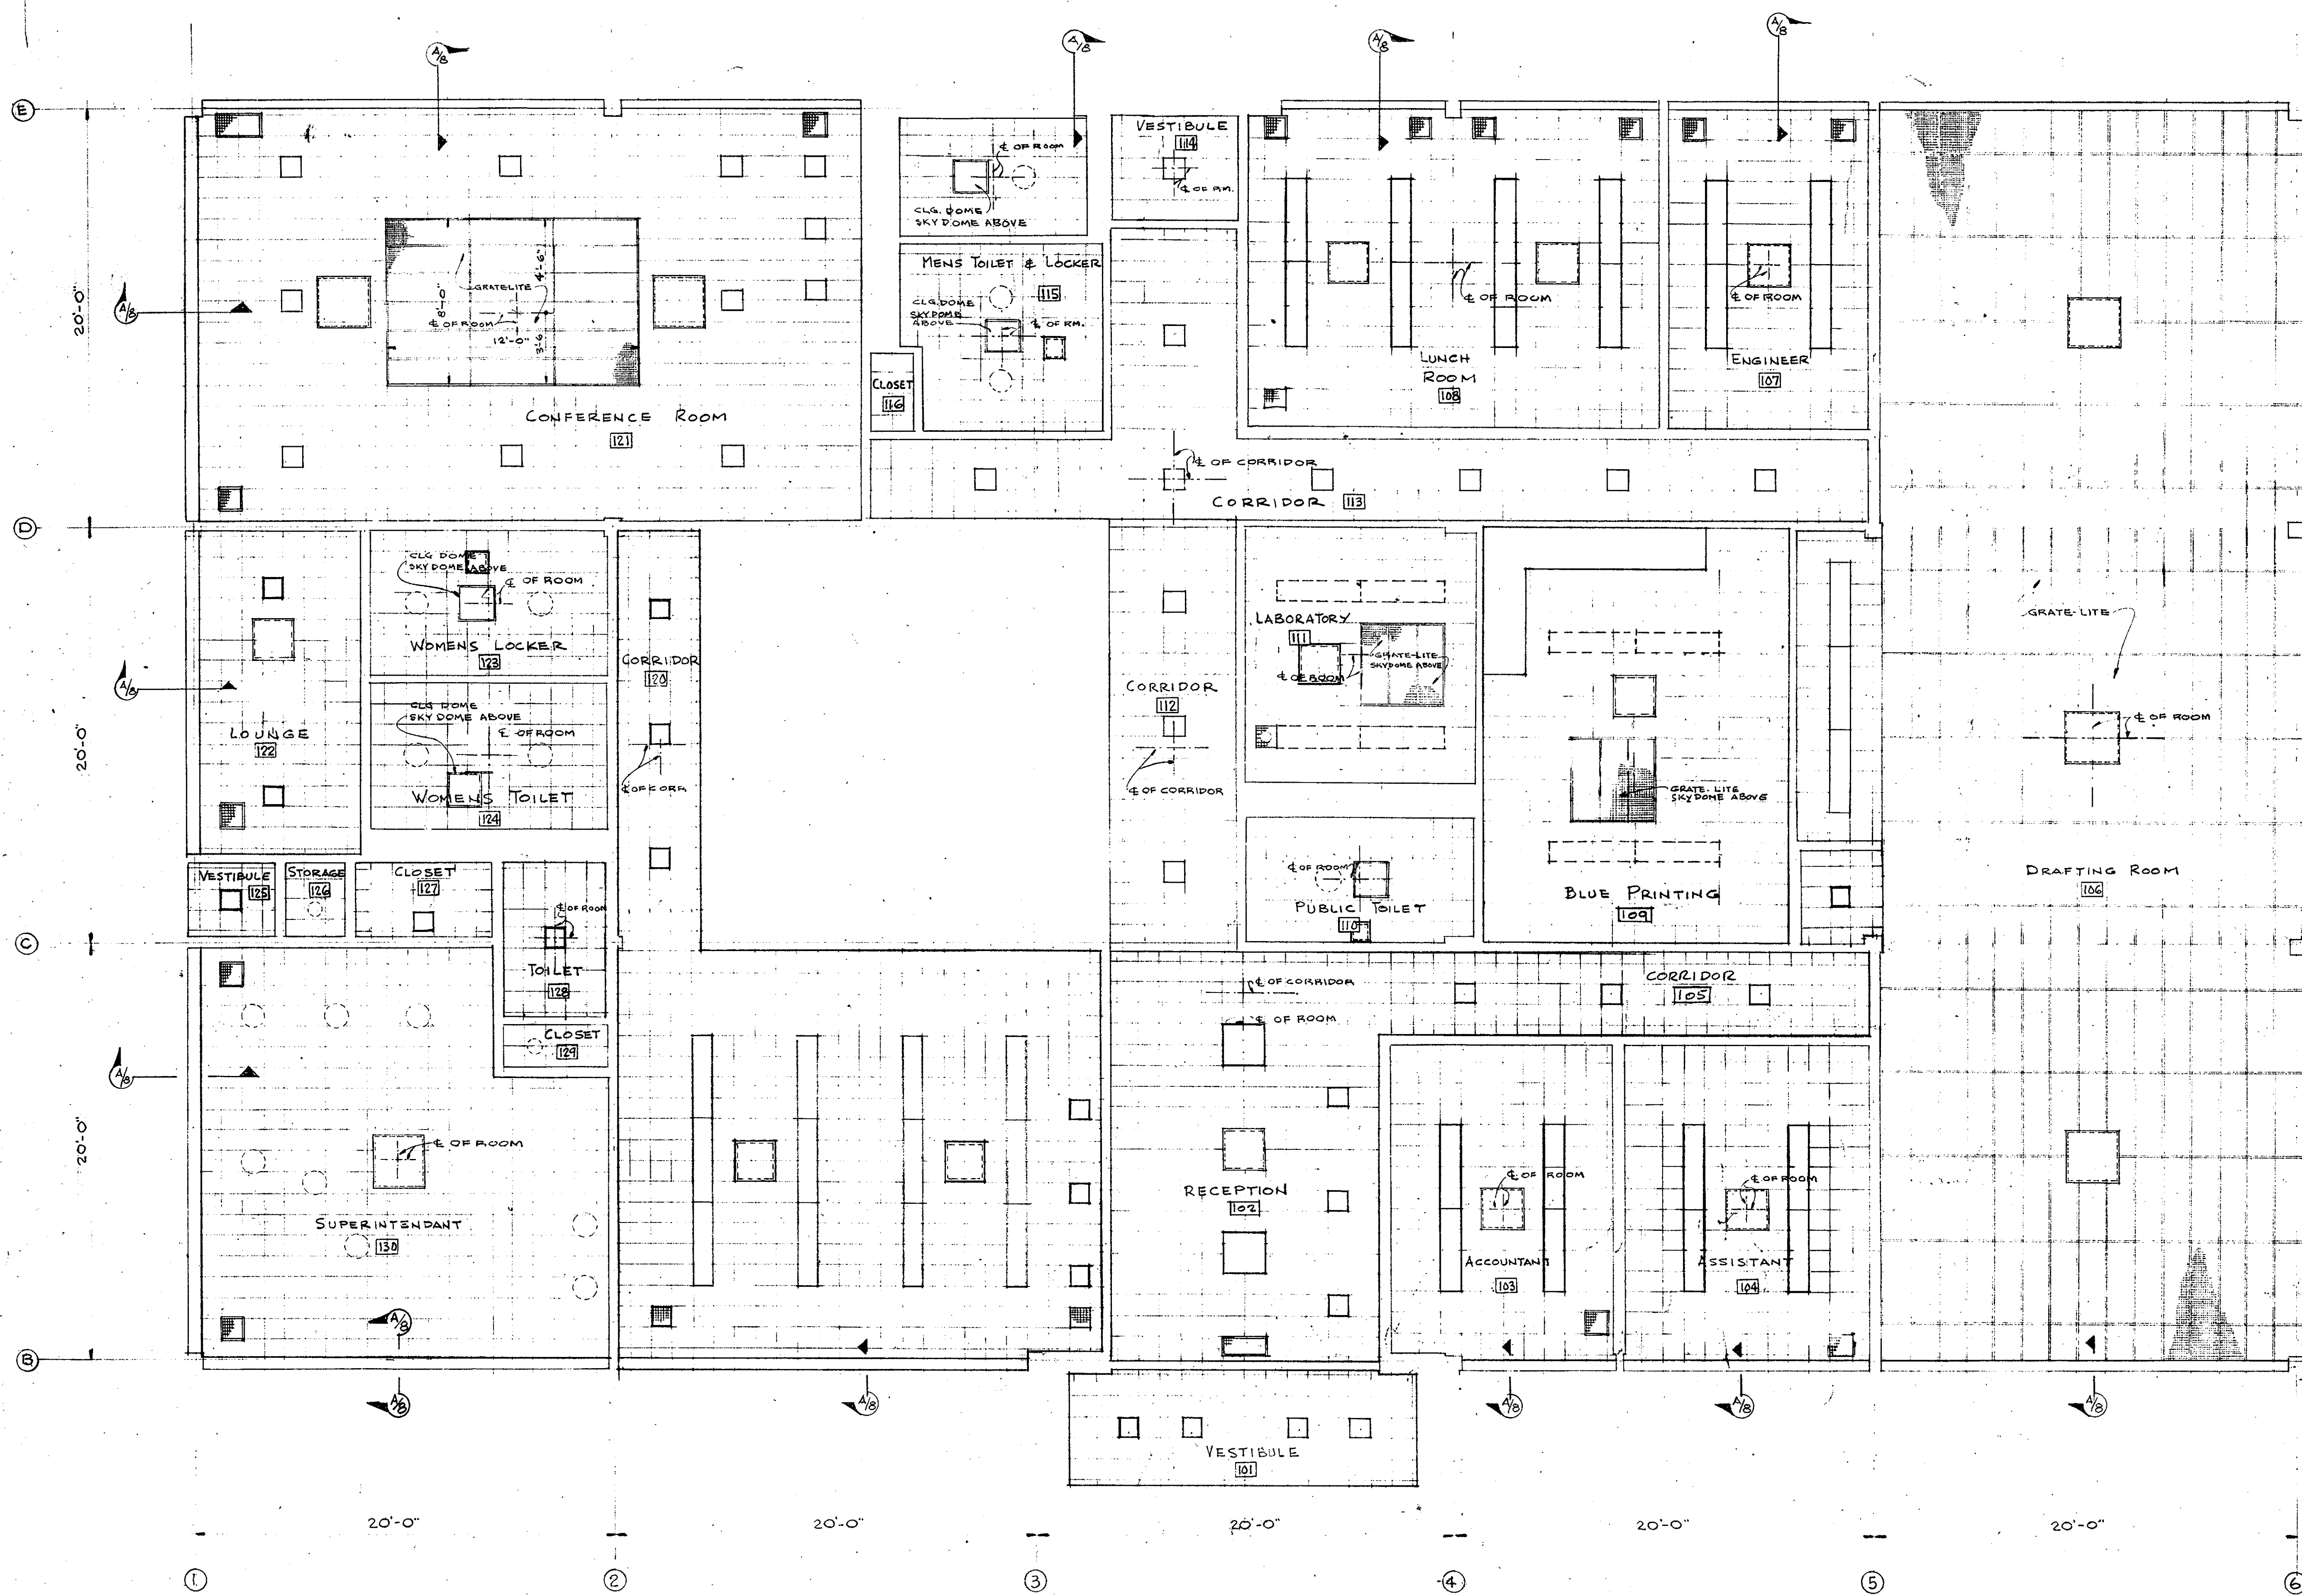 A/8
A/8
A/8
A/8
E
VESTIBULE
114
℄ OF RM.
℄ OF ROOM
CLG. DOME
SKYDOME ABOVE
MENS TOILET & LOCKER
115
CLG. DOME
SKYDOME
ABOVE
℄ OF RM.
20'-0"
A/8
GRATELITE
8'-0"
4'-6"
℄ OF ROOM
12'-0"
3'-6"
℄ OF ROOM
℄ OF ROOM
LUNCH
ROOM
108
ENGINEER
107
CLOSET
116
CONFERENCE ROOM
121
℄ OF CORRIDOR
CORRIDOR 113
D
CLG DOME
SKYDOME ABOVE
℄ OF ROOM
WOMENS LOCKER
123
CORRIDOR
120
LABORATORY
111
GRATE-LITE
SKYDOME ABOVE
℄ OF ROOM
GRATE-LITE
A/8
CORRIDOR
112
CLG DOME
SKYDOME ABOVE
℄ OF ROOM
LOUNGE
122
℄ OF ROOM
20'-0"
WOMENS TOILET
124
℄ OF CORR.
℄ OF CORRIDOR
GRATE-LITE
SKYDOME ABOVE
VESTIBULE
125
STORAGE
126
CLOSET
127
℄ OF ROOM
PUBLIC TOILET
110
BLUE PRINTING
109
DRAFTING ROOM
106
℄ OF ROOM
C
TOILET
128
℄ OF CORRIDOR
CORRIDOR
105
℄ OF ROOM
CLOSET
129
A/8
20'-0"
℄ OF ROOM
SUPERINTENDANT
130
RECEPTION
102
℄ OF ROOM
℄ OF ROOM
ACCOUNTANT
103
ASSISTANT
104
A/8
B
A/8
A/8
A/8
A/8
A/8
VESTIBULE
101
20'-0"
20'-0"
20'-0"
20'-0"
20'-0"
1
2
3
4
5
6